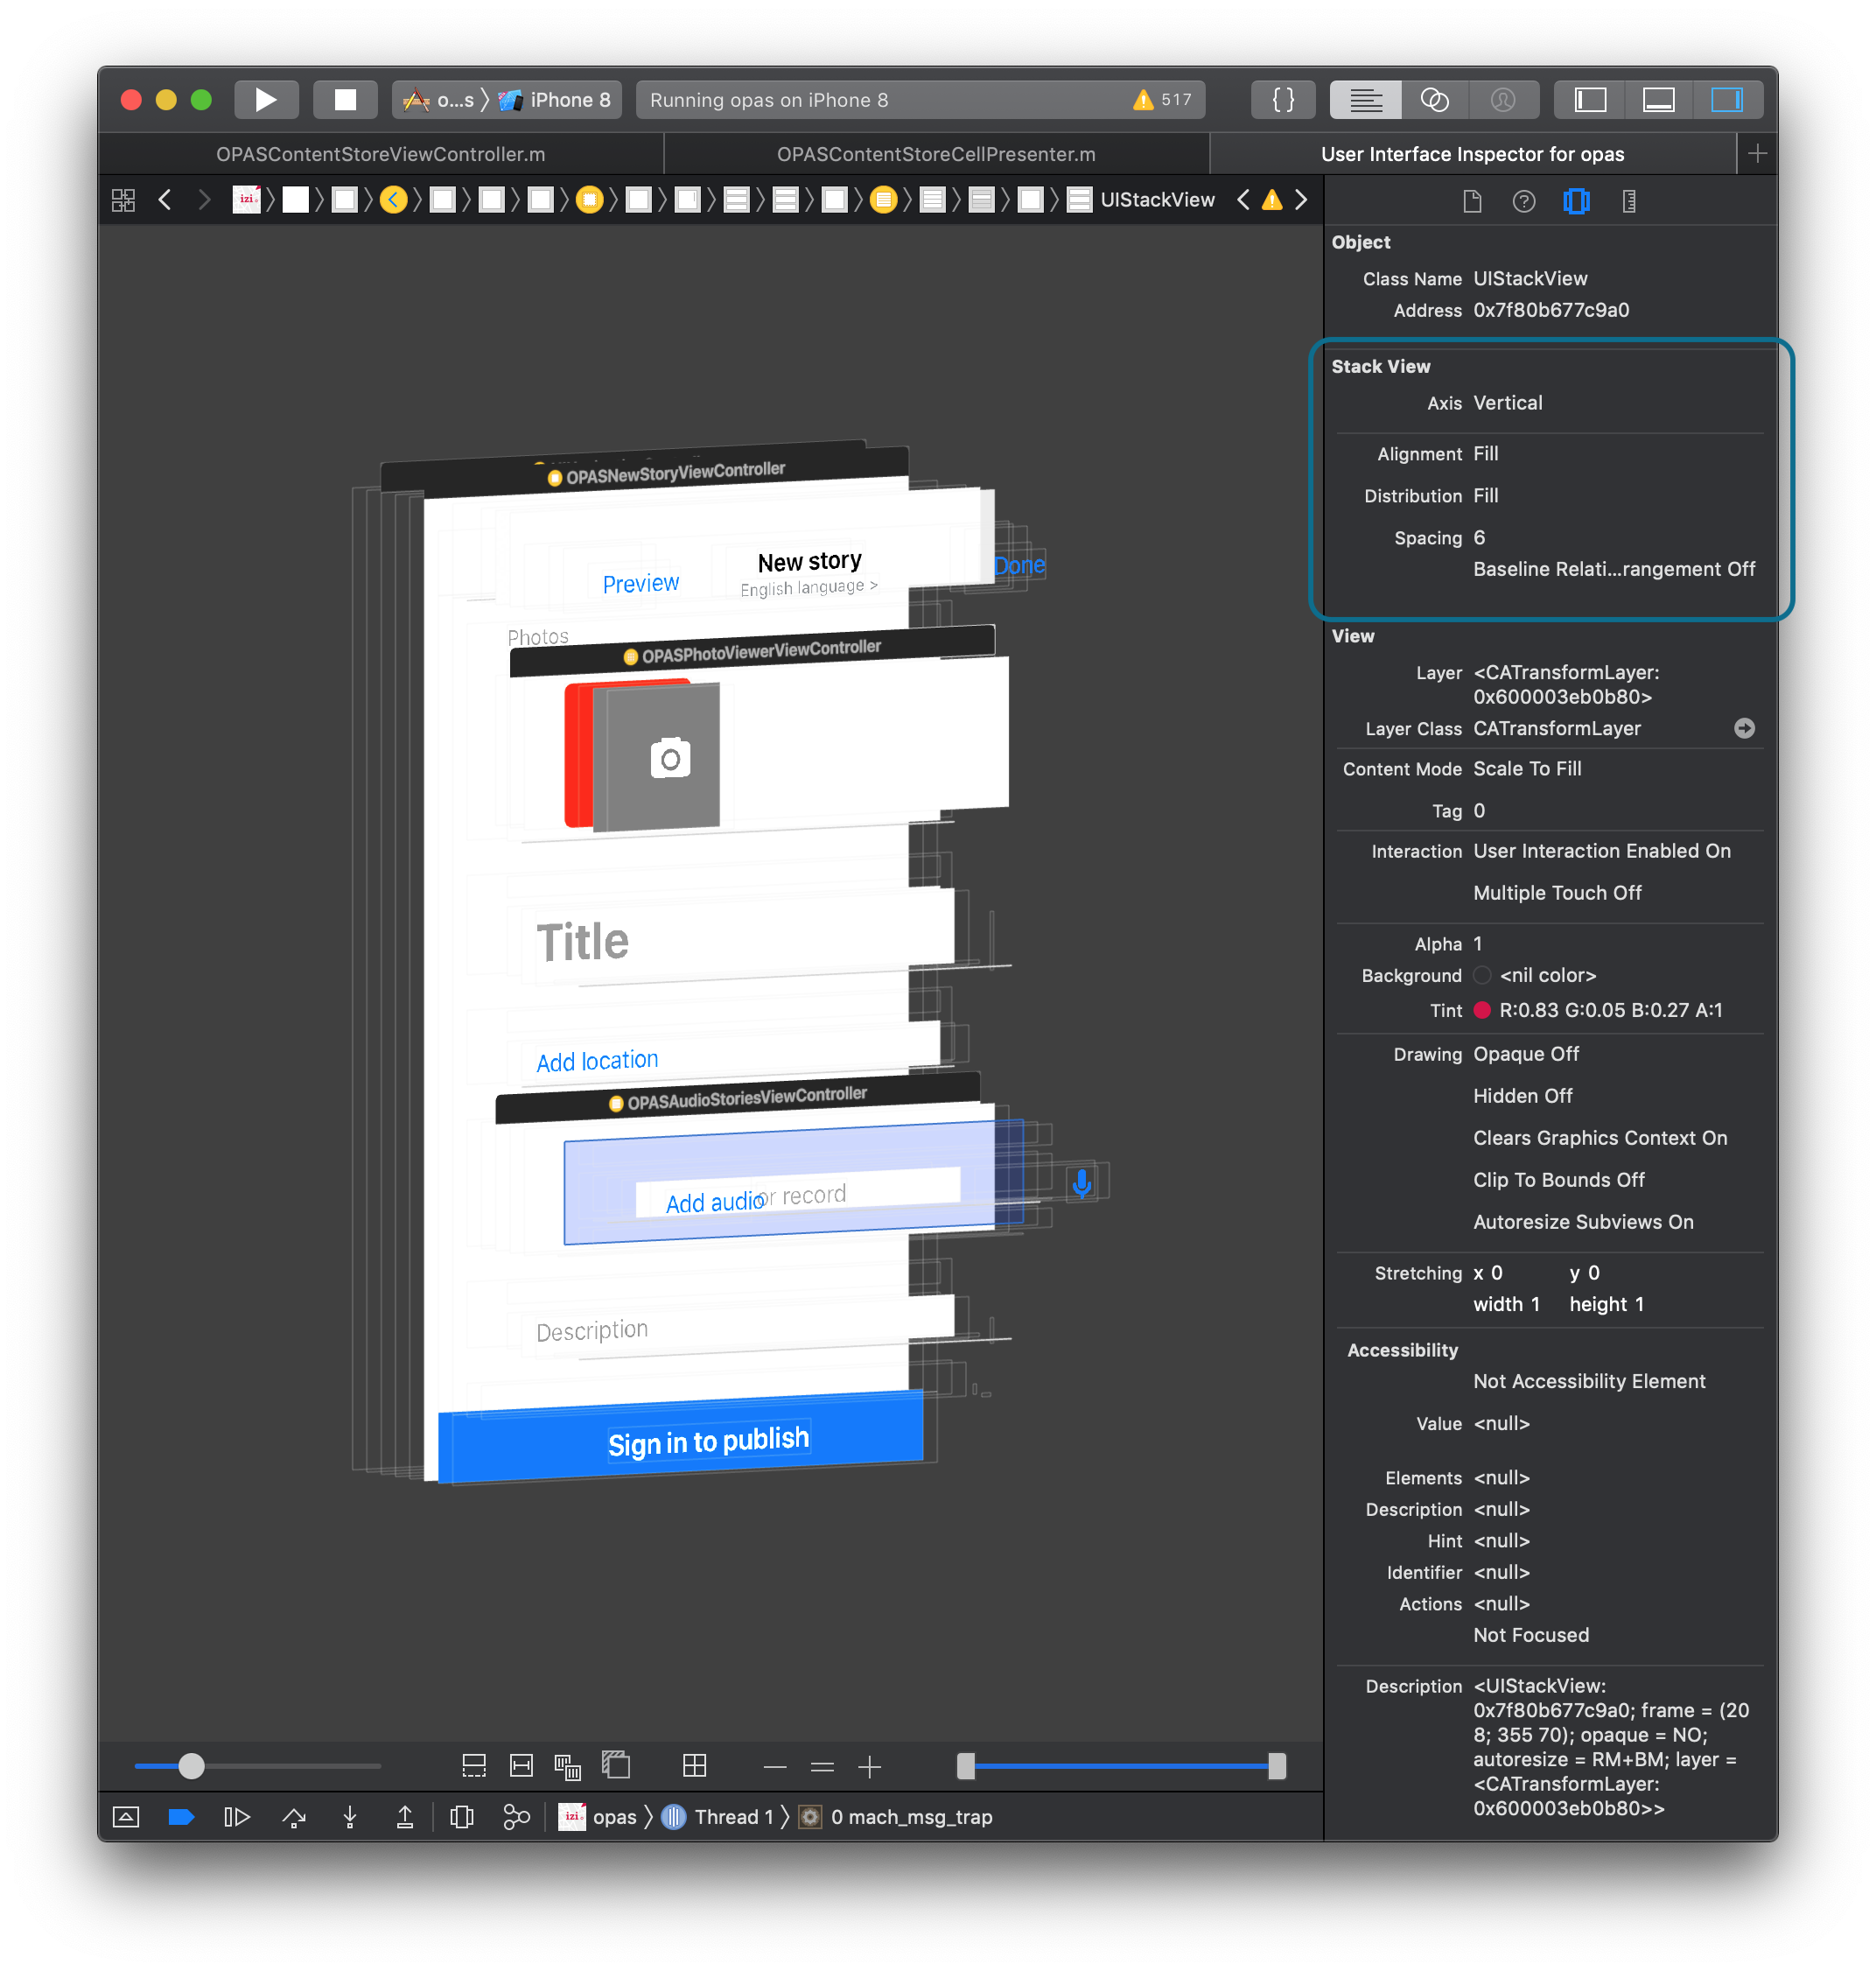 o...s
iPhone 8
Running opas on iPhone 8
517
{ }
OPASContentStoreViewController.m
OPASContentStoreCellPresenter.m
User Interface Inspector for opas
izi.
UIStackView
OPASNewStoryViewController
Preview
New story
English language >
Done
Photos
OPASPhotoViewerViewController
Title
Add location
OPASAudioStoriesViewController
Add audio
or record
Description
Sign in to publish
Object
Class Name UIStackView
Address 0x7f80b677c9a0
Stack View
Axis Vertical
Alignment Fill
Distribution Fill
Spacing 6
Baseline Relati...rangement Off
View
Layer <CATransformLayer:
0x600003eb0b80>
Layer Class CATransformLayer
Content Mode Scale To Fill
Tag 0
Interaction User Interaction Enabled On
Multiple Touch Off
Alpha 1
Background <nil color>
Tint R:0.83 G:0.05 B:0.27 A:1
Drawing Opaque Off
Hidden Off
Clears Graphics Context On
Clip To Bounds Off
Autoresize Subviews On
Stretching x 0 y 0
width 1 height 1
Accessibility
Not Accessibility Element
Value <null>
Elements <null>
Description <null>
Hint <null>
Identifier <null>
Actions <null>
Not Focused
Description <UIStackView:
0x7f80b677c9a0; frame = (20
8; 355 70); opaque = NO;
autoresize = RM+BM; layer =
<CATransformLayer:
0x600003eb0b80>>
izi. opas
Thread 1
0 mach_msg_trap